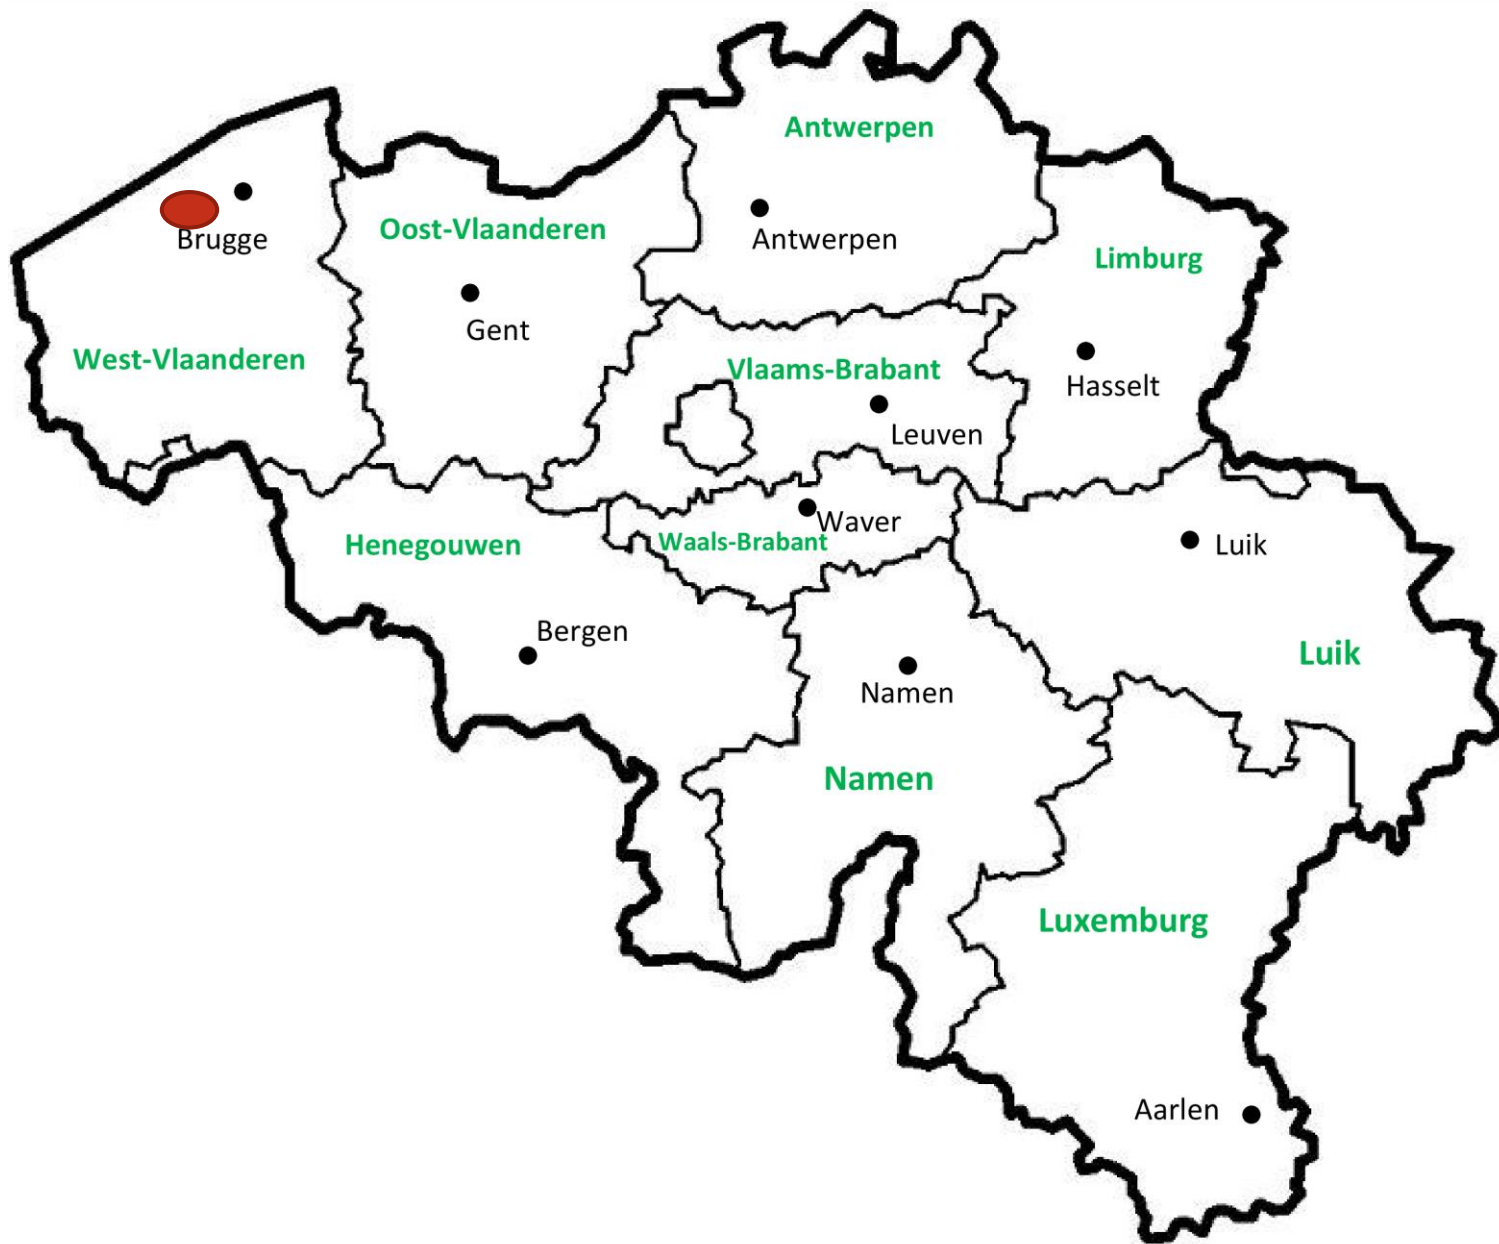 Antwerpen
Antwerpen
Oost-Vlaanderen
Brugge
Limburg
Gent
West-Vlaanderen
Vlaams-Brabant
Hasselt
Leuven
Waver
Henegouwen
Waals-Brabant
Luik
Bergen
Luik
Namen
Namen
Luxemburg
Aarlen